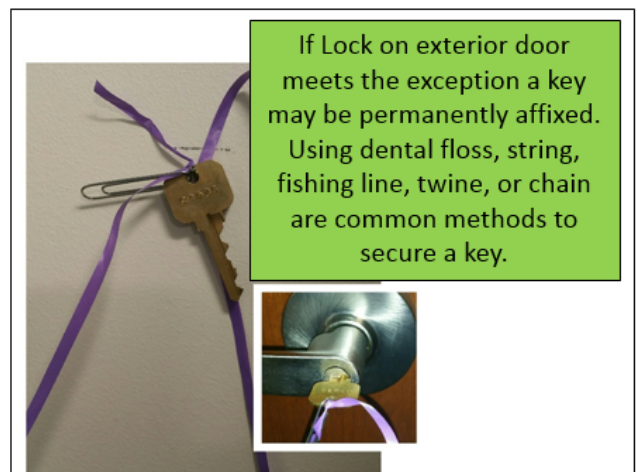 If Lock on exterior door
meets the exception a key
may be permanently affixed.
Using dental floss, string,
fishing line, twine, or chain
are common methods to
secure a key.